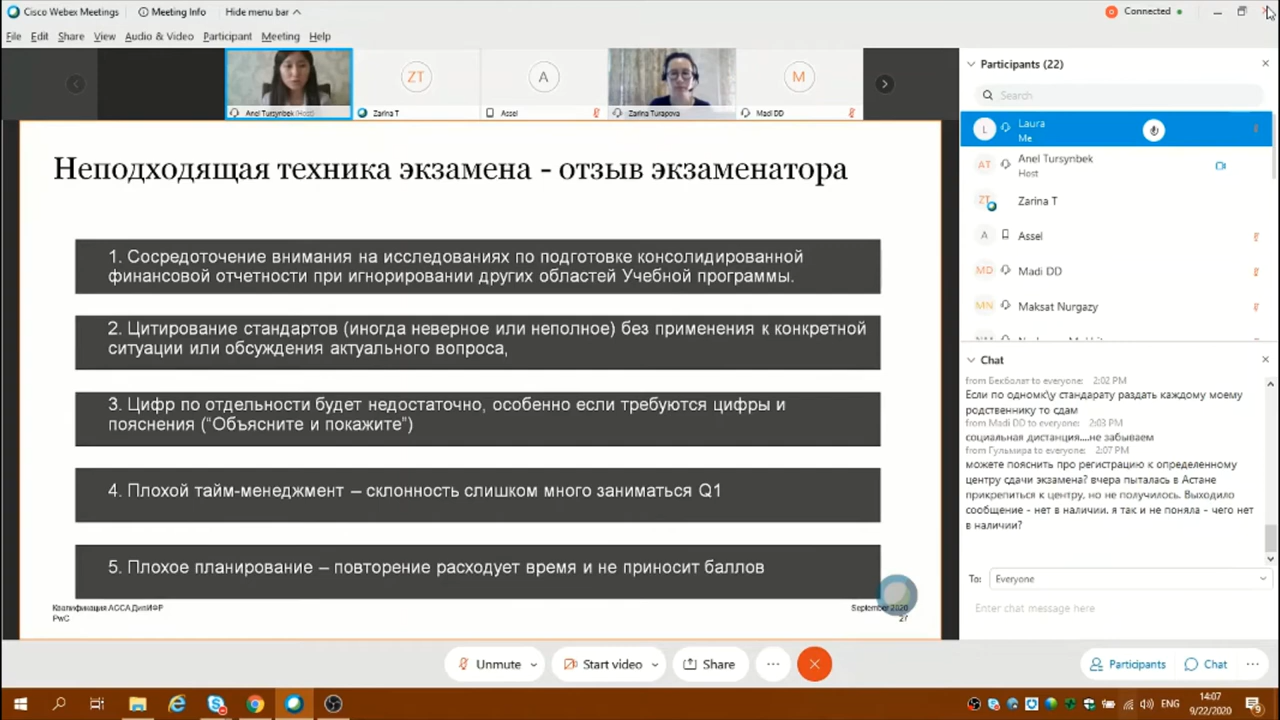 Cisco Webex Meetings
Meeting Info
Hide menu bar
Connected
File Edit Share View Audio & Video Participant Meeting Help
Anel Tursynbek (Host)
ZT
Zarina T
A
Assel
Zarina Turapova
M
Madi DD
Неподходящая техника экзамена - отзыв экзаменатора
1. Сосредоточение внимания на исследованиях по подготовке консолидированной
финансовой отчетности при игнорировании других областей Учебной программы.
2. Цитирование стандартов (иногда неверное или неполное) без применения к конкретной
ситуации или обсуждения актуального вопроса,
3. Цифр по отдельности будет недостаточно, особенно если требуются цифры и
пояснения (“Объясните и покажите”)
4. Плохой тайм-менеджмент – склонность слишком много заниматься Q1
5. Плохое планирование – повторение расходует время и не приносит баллов
Квалификация АССА ДипИФР
PwC
September 2020
27
Participants (22)
Search
L
Laura
Me
AT
Anel Tursynbek
Host
ZT
Zarina T
A
Assel
MD
Madi DD
MN
Maksat Nurgazy
Chat
from Бекболат to everyone: 2:02 PM
Если по одномк\у стандарату раздать каждому моему
родственнику то сдам
from Madi DD to everyone: 2:03 PM
социальная дистанция....не забываем
from Гульмира to everyone: 2:07 PM
можете пояснить про регистрацию к определенному
центру сдачи экзамена? вчера пыталась в Астане
прикрепиться к центру, но не получилось. Выходило
сообщение - нет в наличии. я так и не поняла - чего нет
в наличии?
To: Everyone
Enter chat message here
Unmute
Start video
Share
Participants
Chat
ENG
14:07
9/22/2020
9